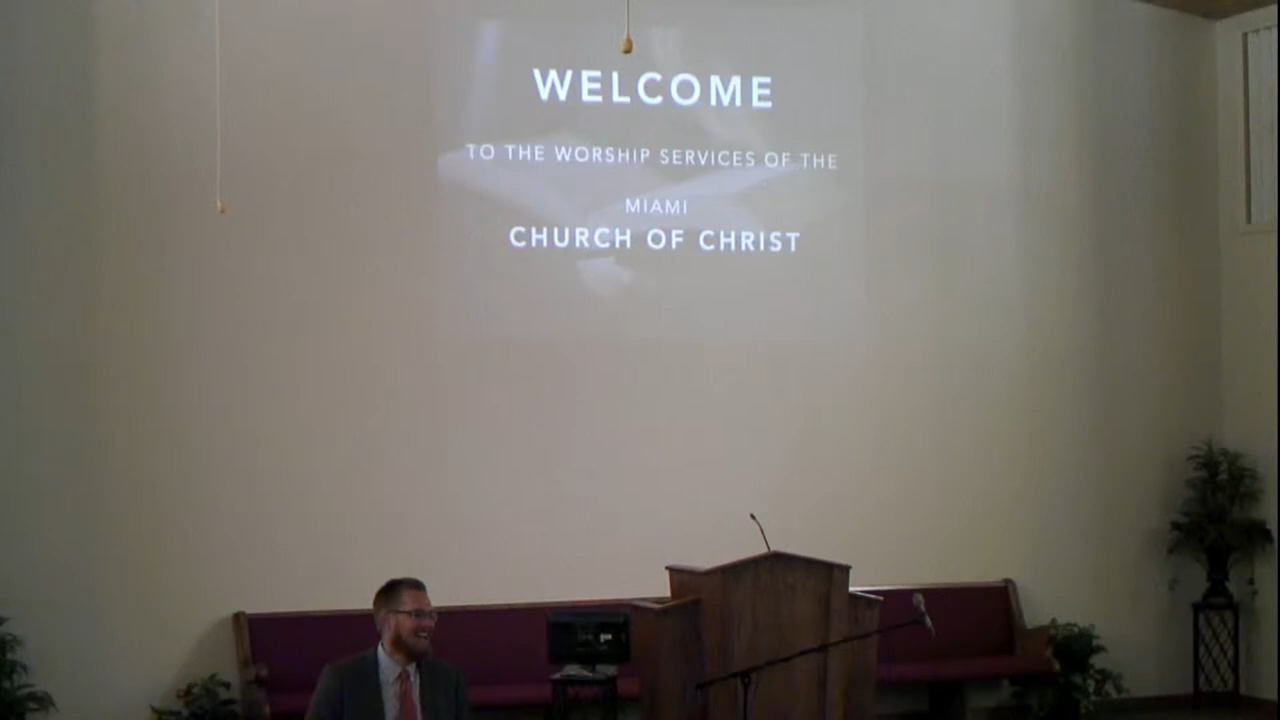 WELCOME
TO THE WORSHIP SERVICES OF THE
MIAMI
CHURCH OF CHRIST